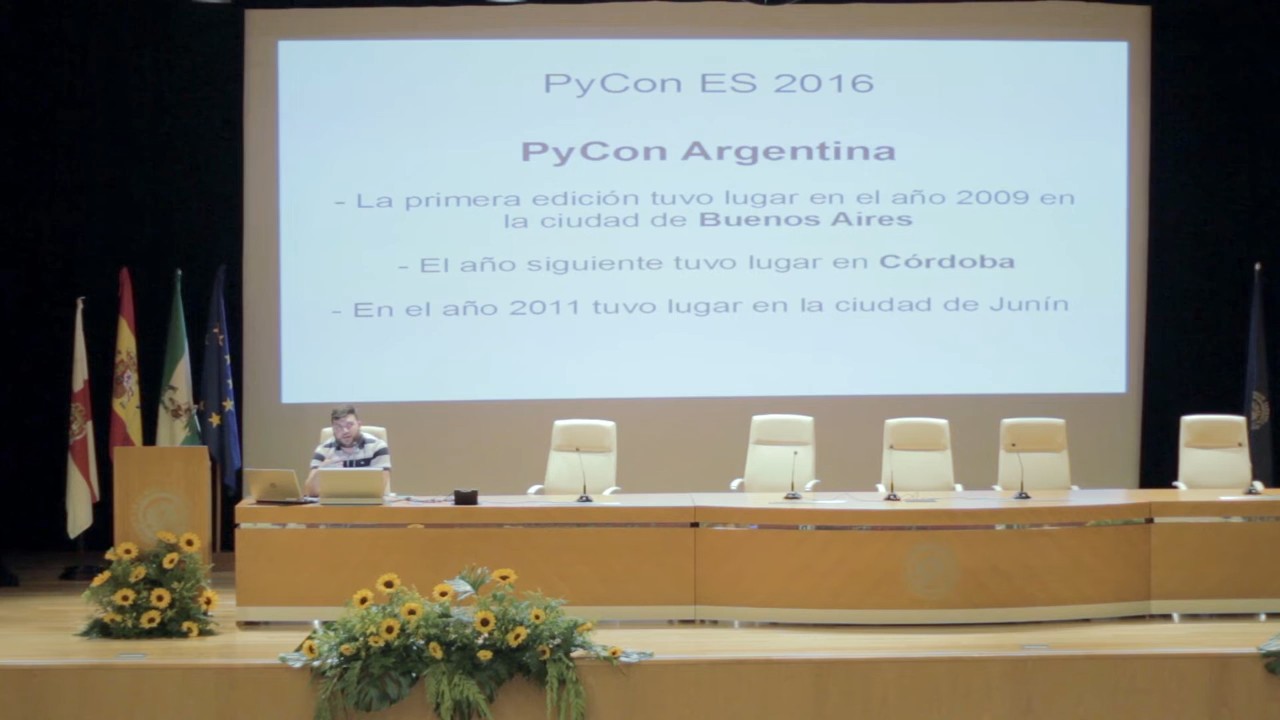 PyCon ES 2016
PyCon Argentina
- La primera edición tuvo lugar en el año 2009 en
la ciudad de Buenos Aires
- El año siguiente tuvo lugar en Córdoba
- En el año 2011 tuvo lugar en la ciudad de Junín